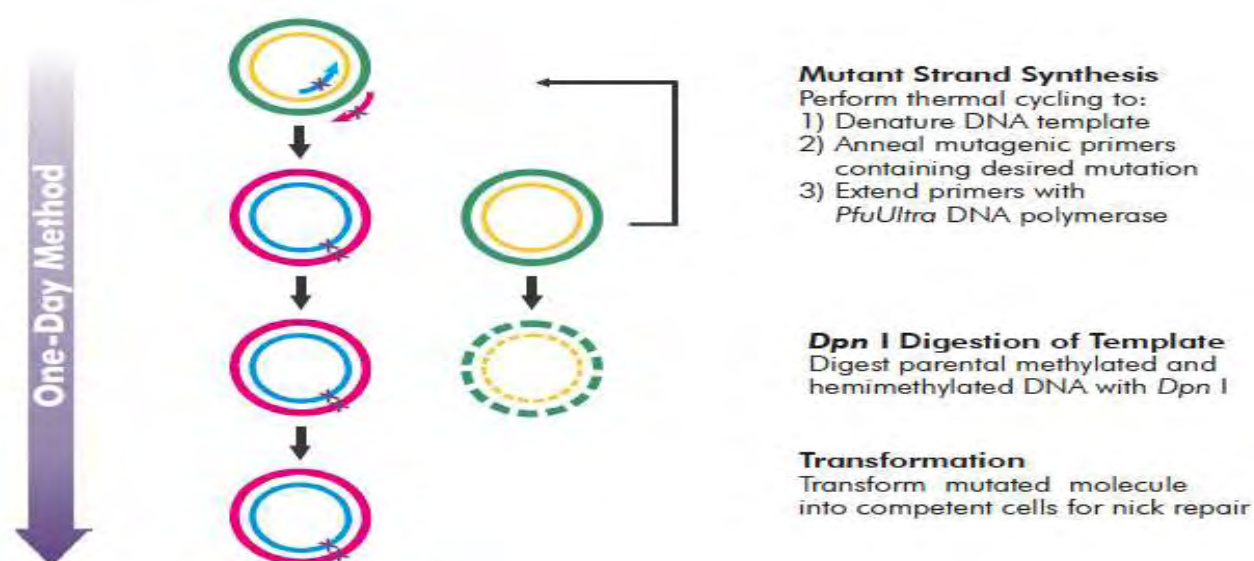 One-Day Method
Mutant Strand Synthesis
Perform thermal cycling to:
1) Denature DNA template
2) Anneal mutagenic primers
containing desired mutation
3) Extend primers with
PfuUltra DNA polymerase
Dpn I Digestion of Template
Digest parental methylated and
hemimethylated DNA with Dpn I
Transformation
Transform mutated molecule
into competent cells for nick repair